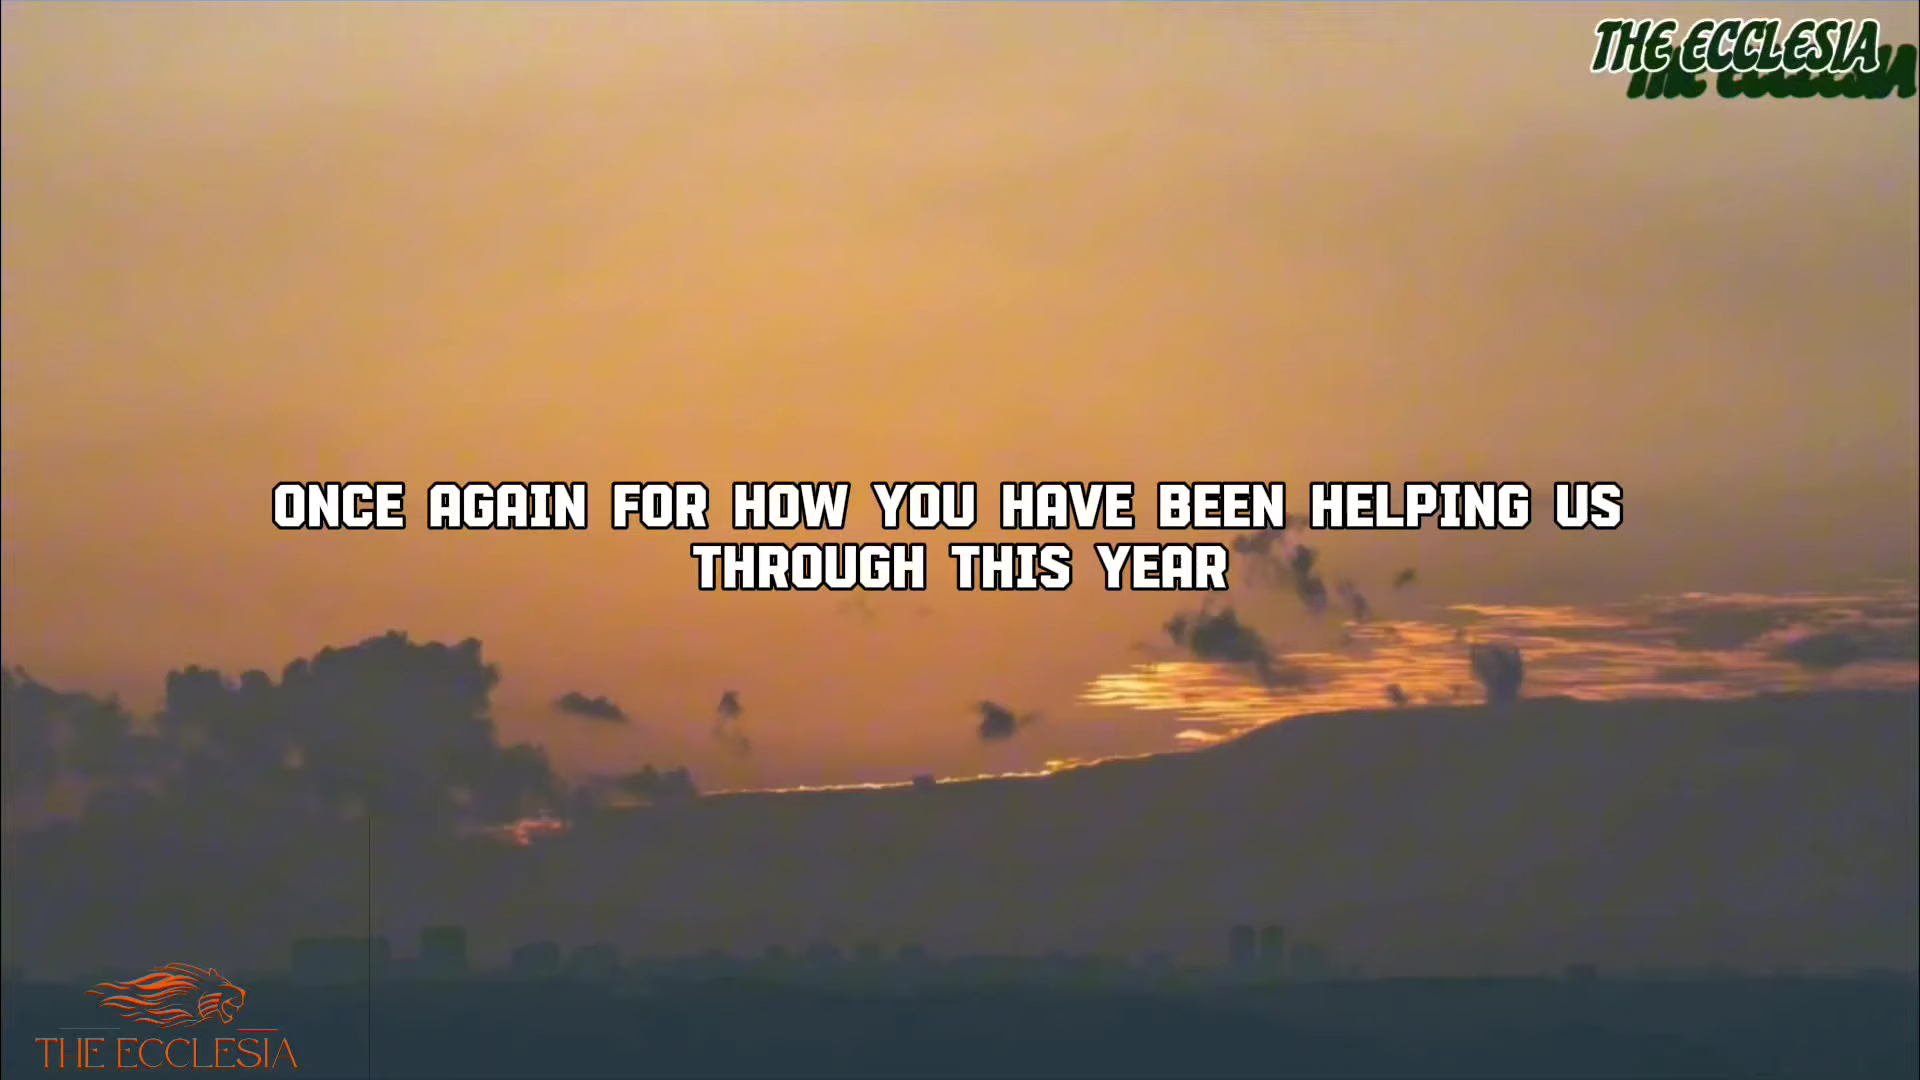 THE ECCLESIA
ONCE AGAIN FOR HOW YOU HAVE BEEN HELPING US
THROUGH THIS YEAR
THE ECCLESIA